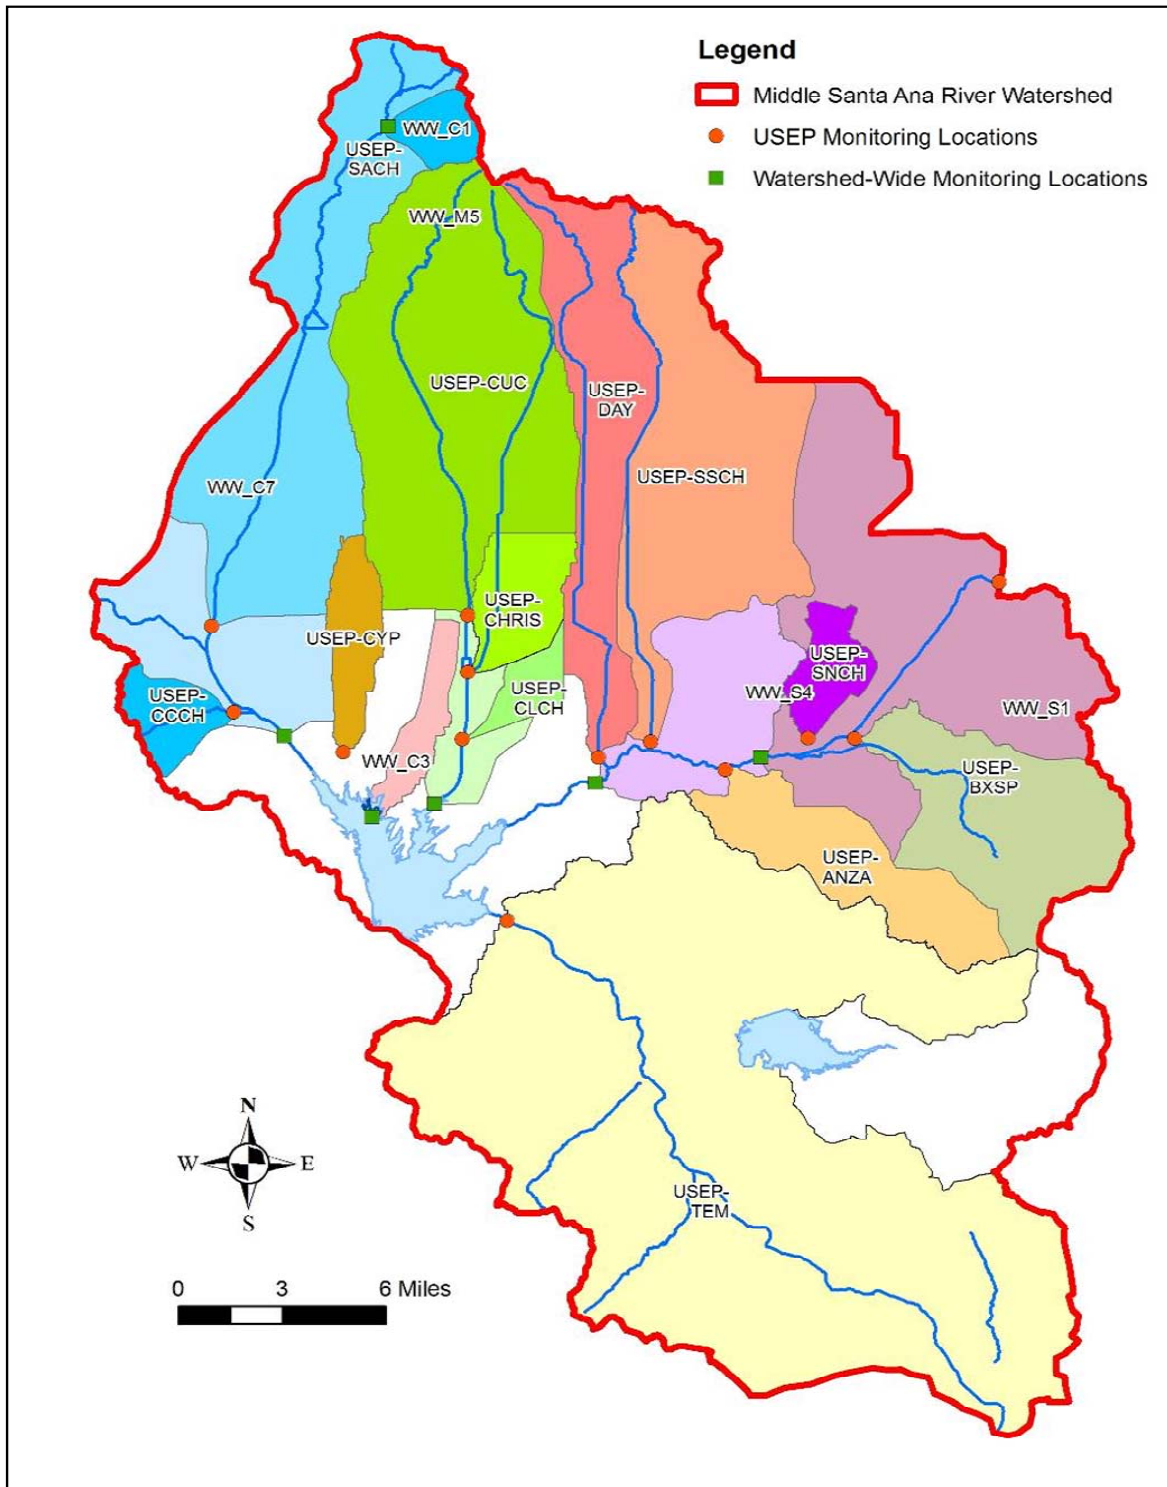 Legend
Middle Santa Ana River Watershed
USEP Monitoring Locations
Watershed-Wide Monitoring Locations
WW_C1
USEP-
SACH
WW_M5
USEP-CUC
USEP-
DAY
USEP-SSCH
WW_C7
USEP-
CHRIS
USEP-CYP
USEP-
SNCH
USEP-
CCCH
USEP-
CLCH
WW_S4
WW_S1
WW_C3
USEP-
BXSP
USEP-
ANZA
N
W
E
S
USEP-
TEM
0
3
6 Miles